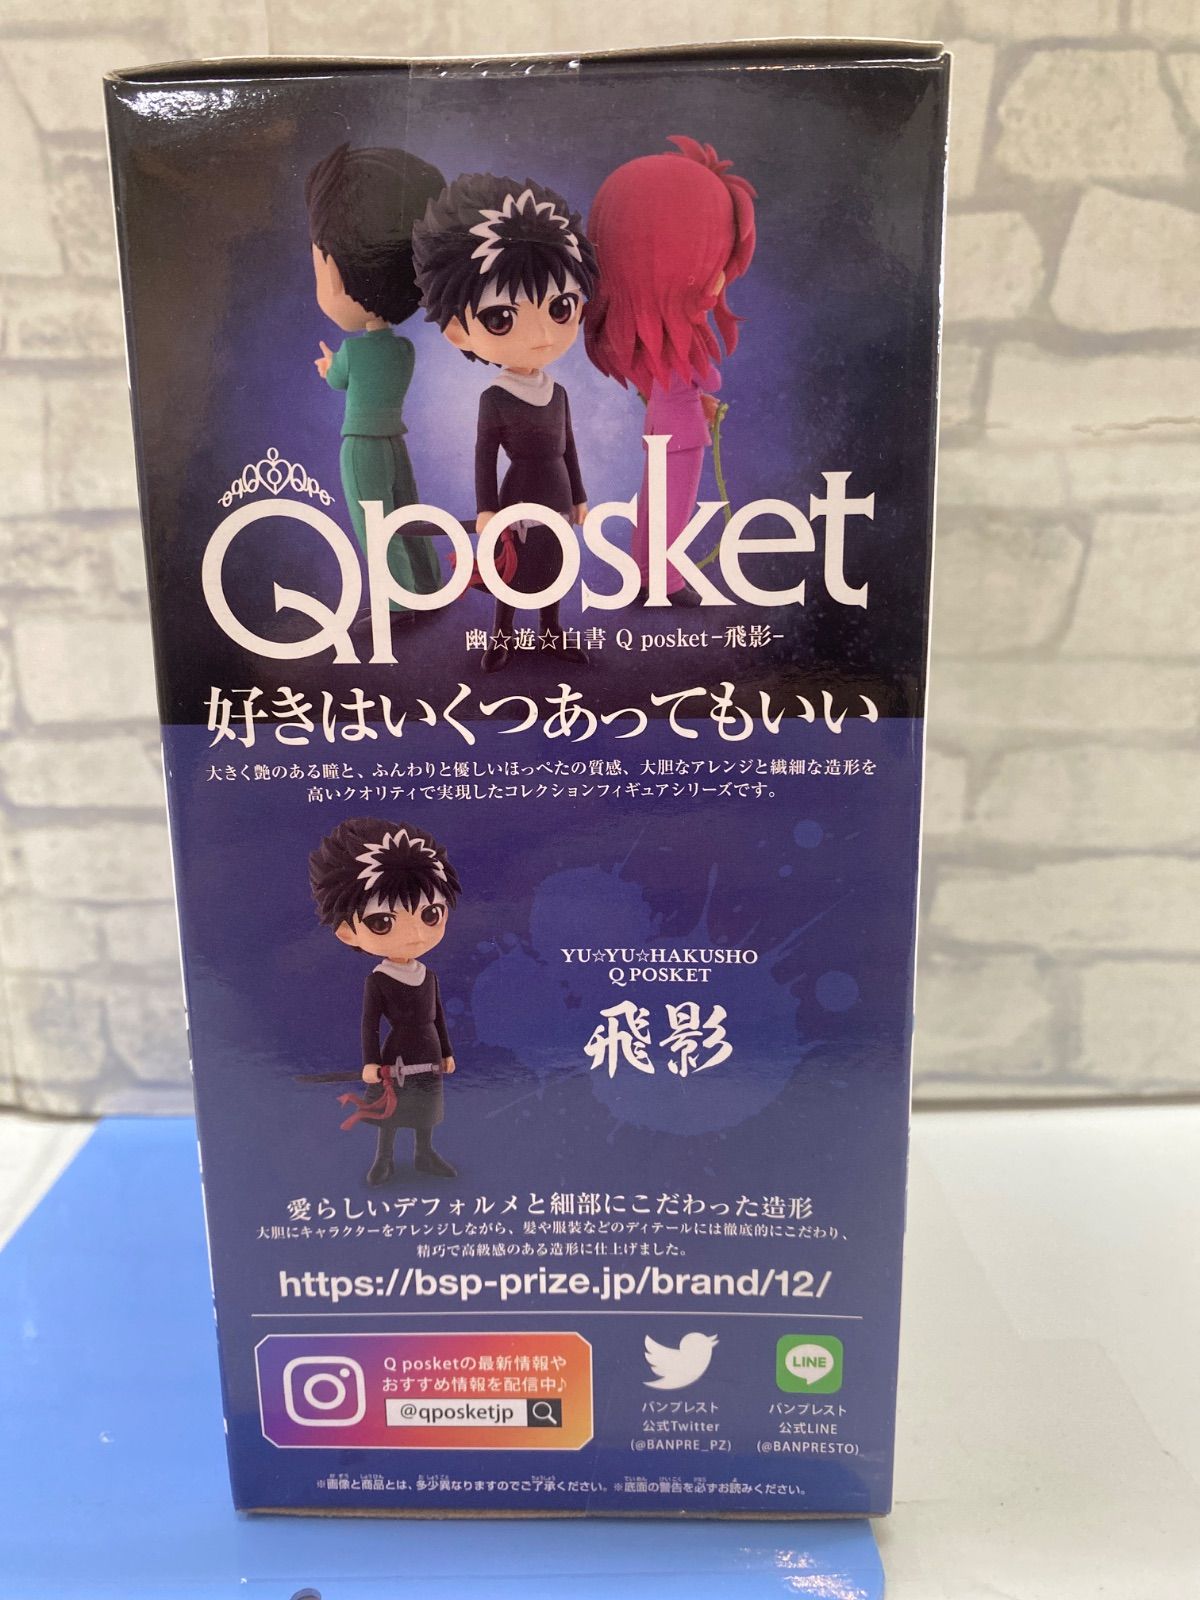 Qposket
幽☆遊☆白書 Q posket-飛影-
好きはいくつあってもいい
大きく艶のある瞳と、ふんわりと優しいほっぺたの質感、大胆なアレンジと繊細な造形を
高いクオリティで実現したコレクションフィギュアシリーズです。
YU☆YU☆HAKUSHO
Q POSKET
飛影
愛らしいデフォルメと細部にこだわった造形
大胆にキャラクターをアレンジしながら、髪や服装などのディテールには徹底的にこだわり、
精巧で高級感のある造形に仕上げました。
https://bsp-prize.jp/brand/12/
Q posketの最新情報や
おすすめ情報を配信中♪
@qposketjp
バンプレスト
公式Twitter
(@BANPRE_PZ)
LINE
バンプレスト
公式LINE
(@BANPRESTO)
※画像と商品とは、多少異なりますのでご了承ください。※底面の警告を必ずお読みください。